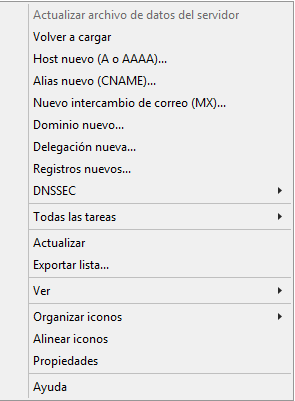 Actualizar archivo de datos del servidor
Volver a cargar
Host nuevo (A o AAAA)...
Alias nuevo (CNAME)...
Nuevo intercambio de correo (MX)...
Dominio nuevo...
Delegación nueva...
Registros nuevos...
DNSSEC
Todas las tareas
Actualizar
Exportar lista...
Ver
Organizar iconos
Alinear iconos
Propiedades
Ayuda